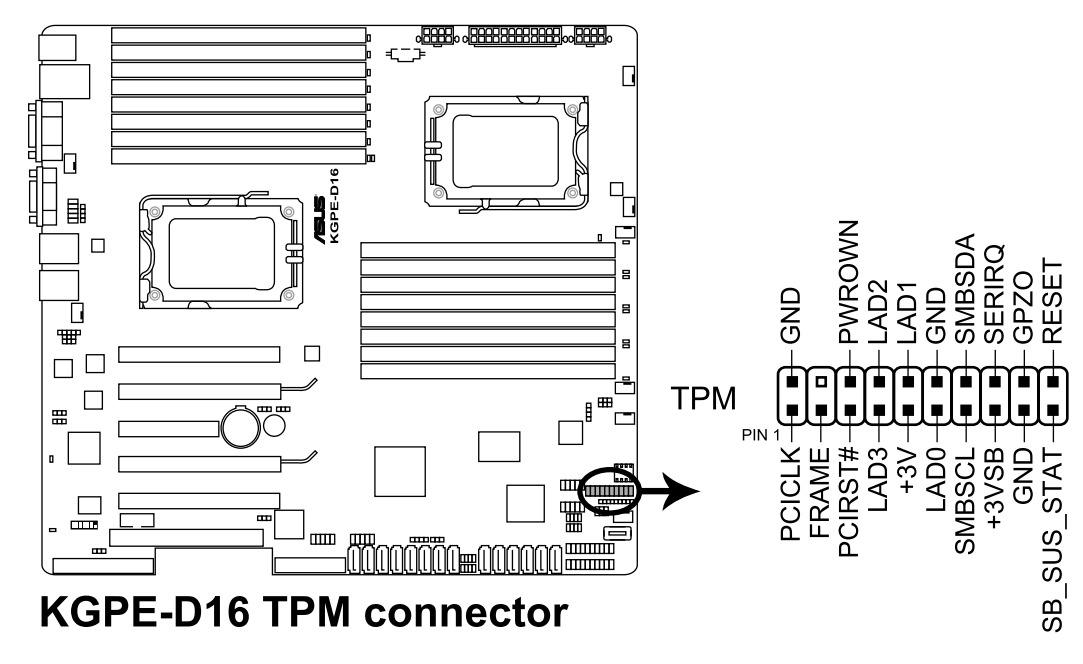 ASUS
KGPE-D16
TPM
PIN 1
GND
PWROWN
LAD2
LAD1
GND
SMBSDA
SERIRQ
GPZO
RESET
PCICLK
FRAME
PCIRST#
LAD3
+3V
LAD0
SMBSCL
+3VSB
GND
SB_SUS_STAT
KGPE-D16 TPM connector